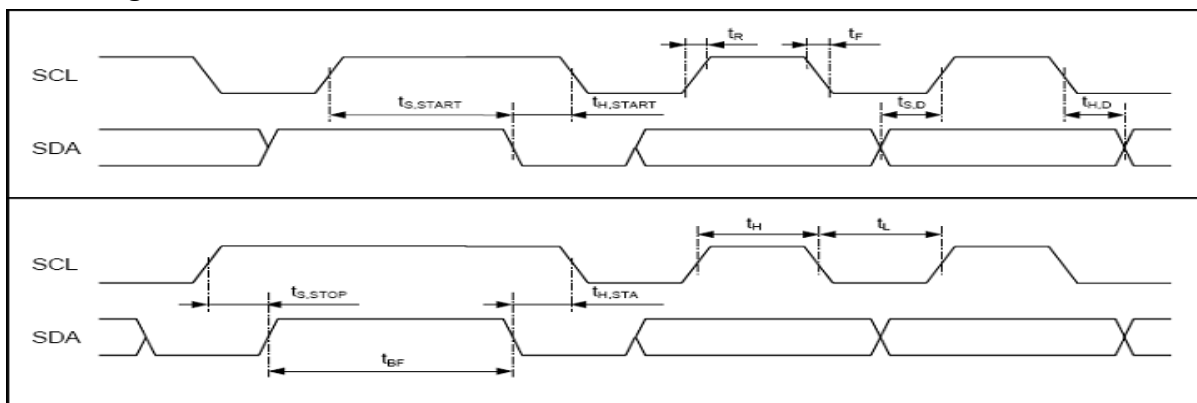 tR tF
SCL
tS,START tH,START tS,D tH,D
SDA
tH tL
SCL
tS,STOP tH,STA
SDA
tBF